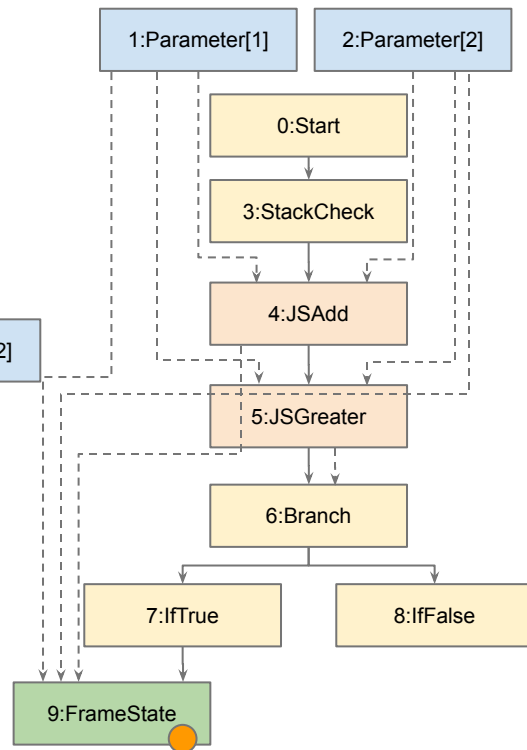 1:Parameter[1]
2:Parameter[2]
0:Start
3:StackCheck
4:JSAdd
2]
5:JSGreater
6:Branch
7:IfTrue
8:IfFalse
9:FrameState